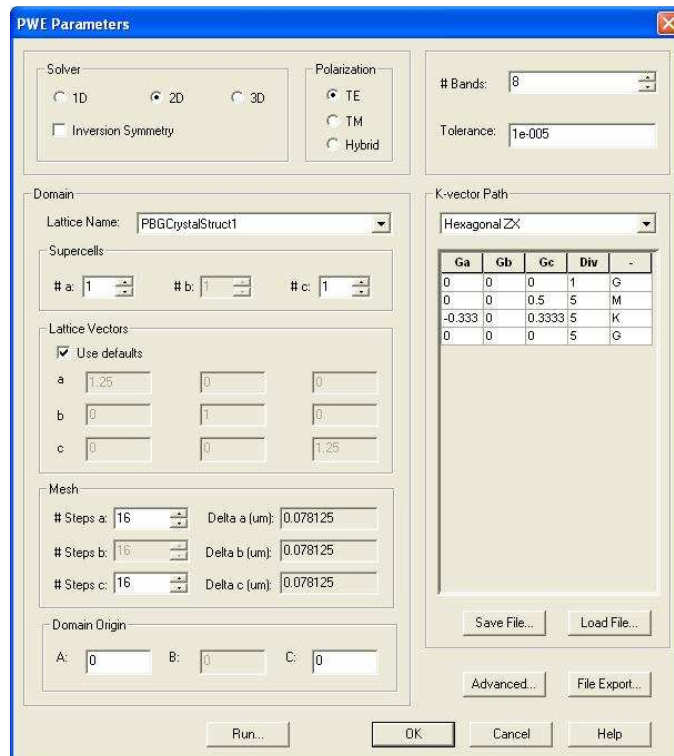 PWE Parameters
Solver
1D 2D 3D
Inversion Symmetry
Polarization
TE
TM
Hybrid
# Bands: 8
Tolerance: 1e-005
Domain
Lattice Name: PBGCrystalStruct1
Supercells
# a: 1 # b: 1 # c: 1
Lattice Vectors
Use defaults
a 1.25 0 0
b 0 1 0
c 0 0 1.25
Mesh
# Steps a: 16 Delta a (um): 0.078125
# Steps b: 16 Delta b (um): 0.078125
# Steps c: 16 Delta c (um): 0.078125
Domain Origin
A: 0 B: 0 C: 0
K-vector Path
Hexagonal ZX
Ga Gb Gc Div -
0 0 0 1 G
0 0 0.5 5 M
-0.333 0 0.3333 5 K
0 0 0 5 G
Save File... Load File...
Advanced... File Export...
Run... OK Cancel Help